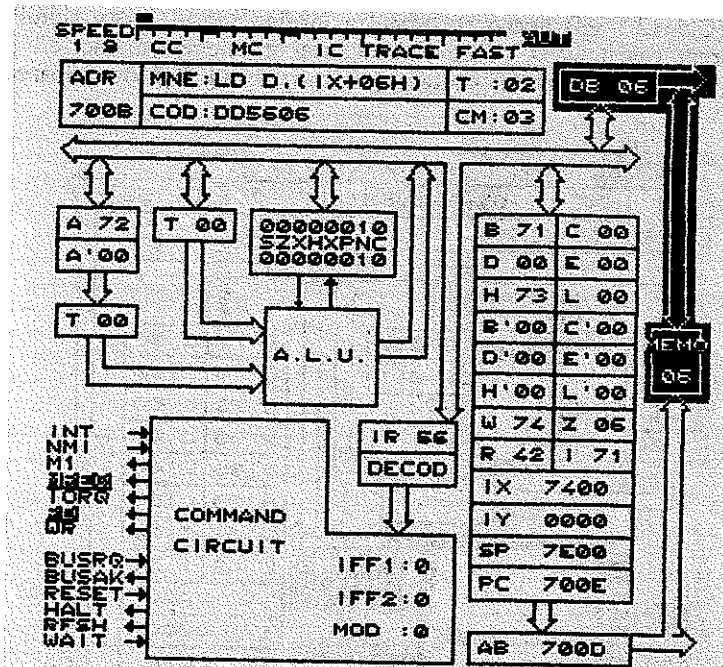 SPEED
1 9 CC MC IC TRACE FAST
ADR MNE:LD D,(IX+06H) T :02
700B COD:DD5606 CM:03
DB 06
A 72
A'00
T 00
T 00
00000010
SZXHXPNC
00000010
A.L.U.
B 71 C 00
D 00 E 00
H 73 L 00
B'00 C'00
D'00 E'00
H'00 L'00
W 74 Z 06
R 42 I 71
IX 7400
IY 0000
SP 7E00
PC 700E
AB 700D
MEMO
06
IR 56
DECOD
COMMAND
CIRCUIT
IFF1:0
IFF2:0
MOD :0
INT
NMI
M1
BUSRQ
BUSAK
RESET
HALT
RFSH
WAIT